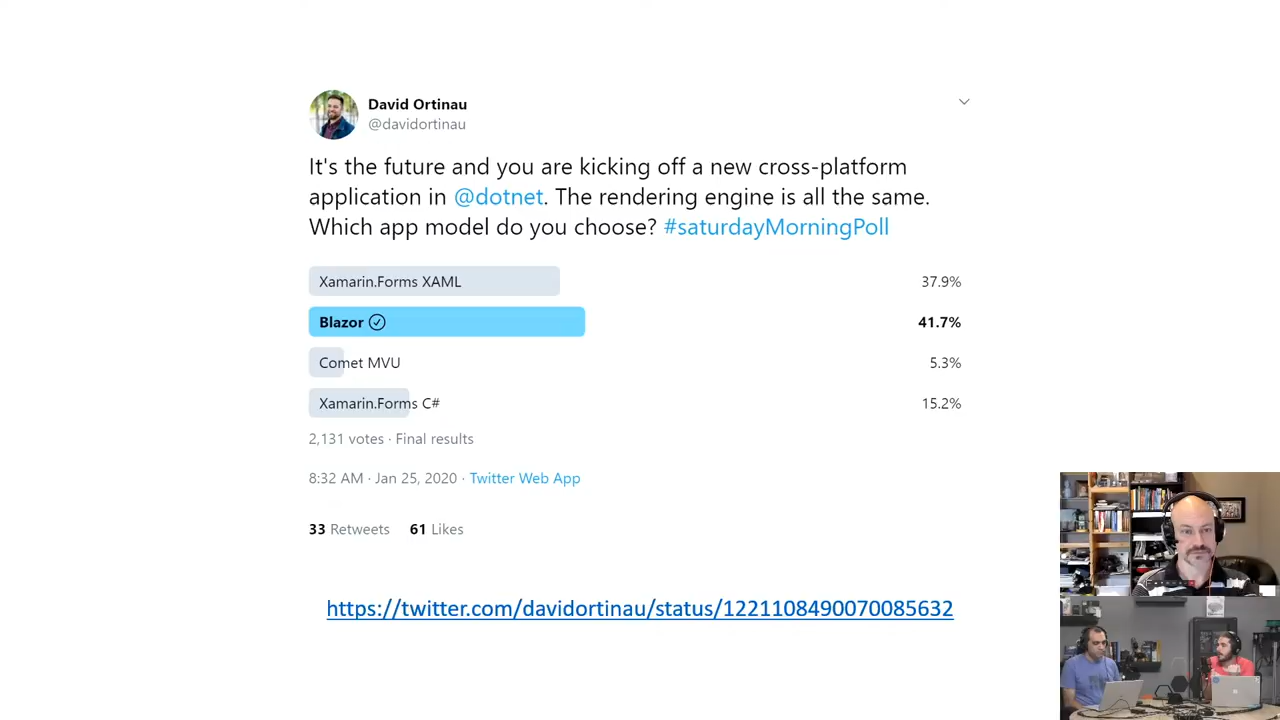 David Ortinau
@davidortinau
It's the future and you are kicking off a new cross-platform
application in @dotnet. The rendering engine is all the same.
Which app model do you choose? #saturdayMorningPoll
Xamarin.Forms XAML 37.9%
Blazor 41.7%
Comet MVU 5.3%
Xamarin.Forms C# 15.2%
2,131 votes · Final results
8:32 AM · Jan 25, 2020 · Twitter Web App
33 Retweets 61 Likes
https://twitter.com/davidortinau/status/1221108490070085632